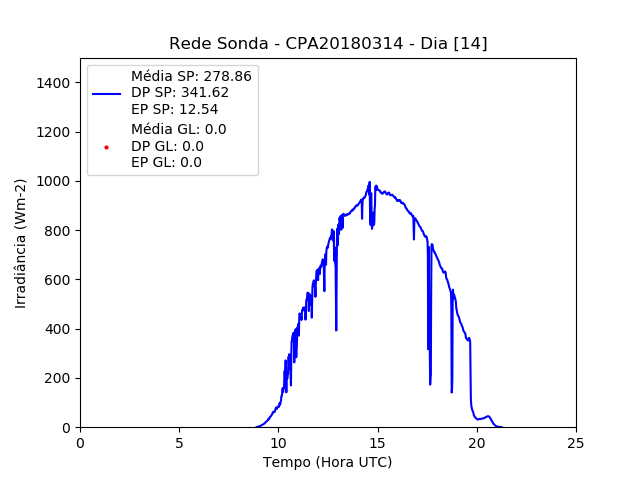 Rede Sonda - CPA20180314 - Dia [14]
Média SP: 278.86
DP SP: 341.62
EP SP: 12.54
Média GL: 0.0
DP GL: 0.0
EP GL: 0.0
Irradiância (Wm-2)
1400
1200
1000
800
600
400
200
0
0 5 10 15 20 25
Tempo (Hora UTC)